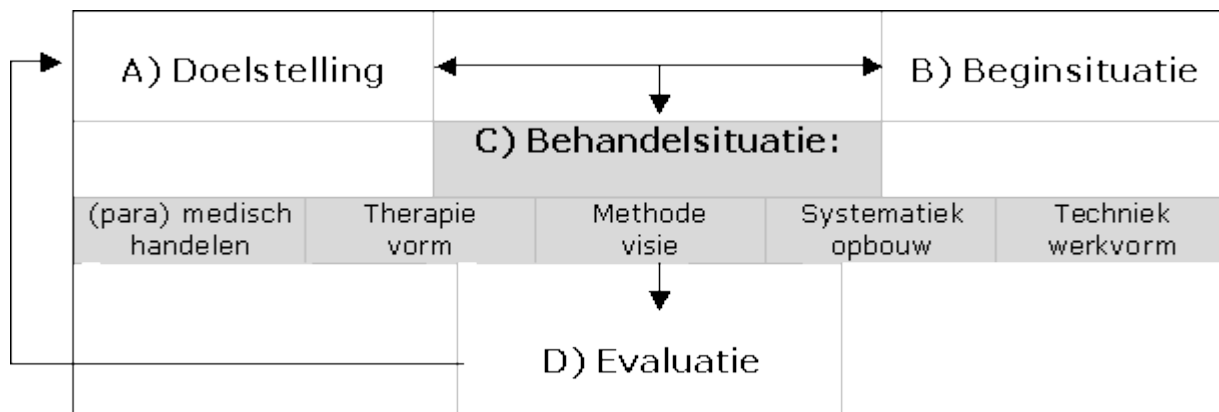 A) Doelstelling
B) Beginsituatie
C) Behandelsituatie:
(para) medisch
handelen
Therapie
vorm
Methode
visie
Systematiek
opbouw
Techniek
werkvorm
D) Evaluatie